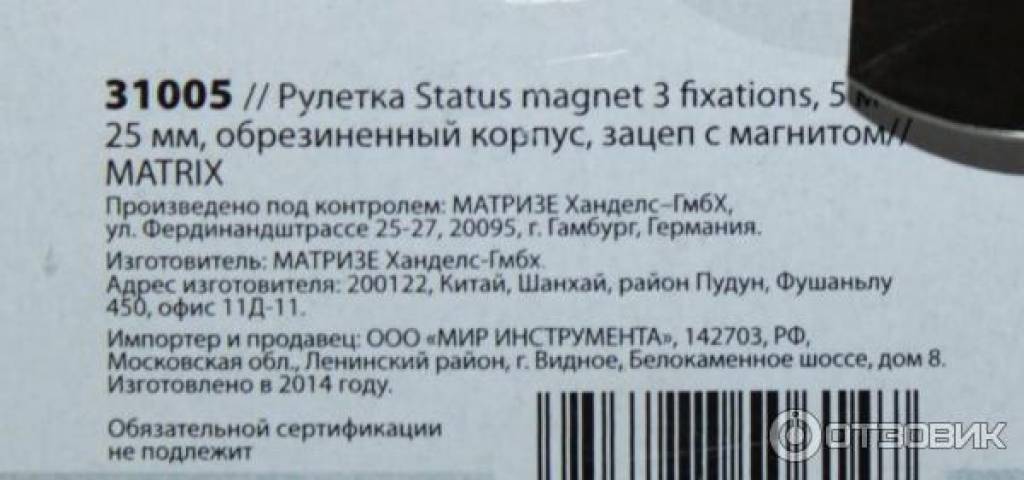 31005 // Рулетка Status magnet 3 fixations, 5 м
25 мм, обрезиненный корпус, зацеп с магнитом//
MATRIX
Произведено под контролем: МАТРИЗЕ Ханделс–ГмбХ,
ул. Фердинандштрассе 25-27, 20095, г. Гамбург, Германия.
Изготовитель: МАТРИЗЕ Ханделс-Гмбх.
Адрес изготовителя: 200122, Китай, Шанхай, район Пудун, Фушаньлу
450, офис 11Д-11.
Импортер и продавец: ООО «МИР ИНСТРУМЕНТА», 142703, РФ,
Московская обл., Ленинский район, г. Видное, Белокаменное шоссе, дом 8.
Изготовлено в 2014 году.
Обязательной сертификации
не подлежит
ОТЗОВИК